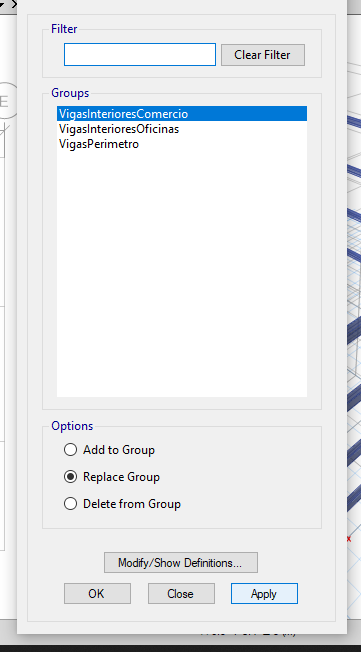 Filter
Clear Filter
E
Groups
VigasInterioresComercio
VigasInterioresOficinas
VigasPerimetro
Options
Add to Group
Replace Group
Delete from Group
Modify/Show Definitions...
OK Close Apply
x